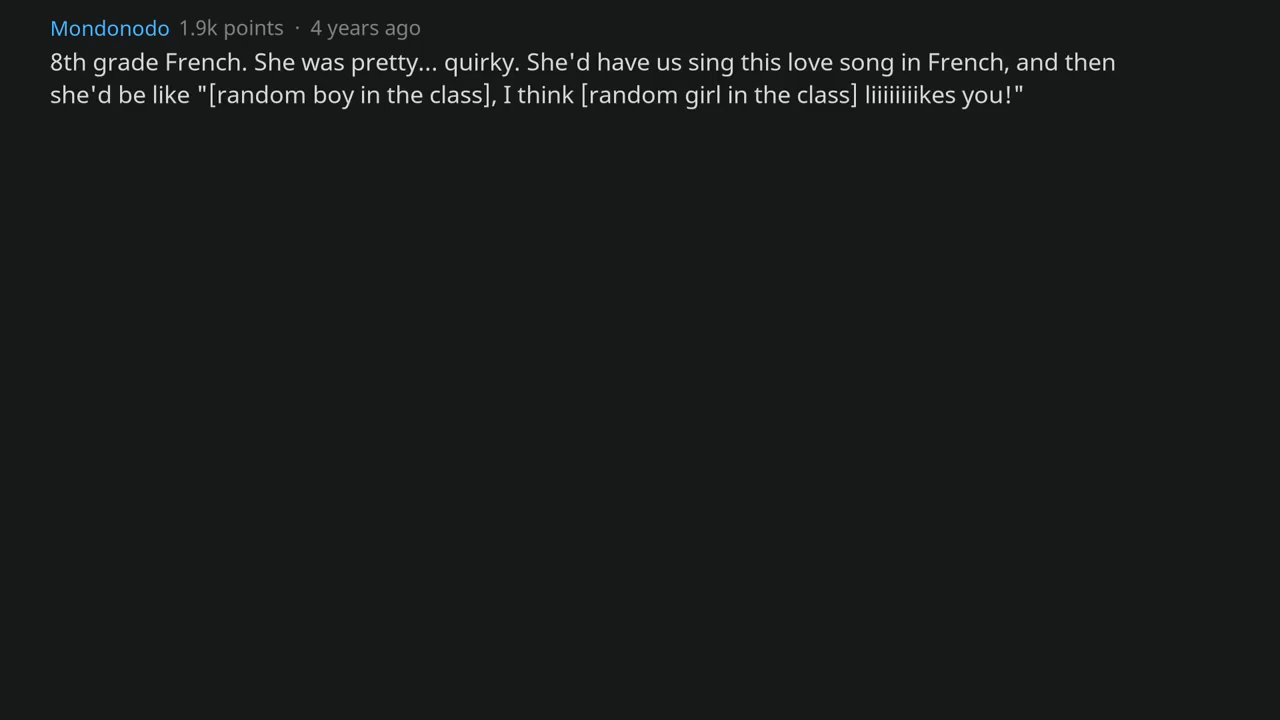 Mondonodo 1.9k points · 4 years ago
8th grade French. She was pretty... quirky. She'd have us sing this love song in French, and then
she'd be like "[random boy in the class], I think [random girl in the class] liiiiiiiikes you!"